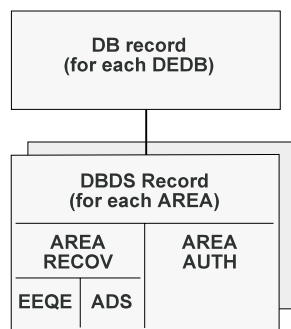 DB record
(for each DEDB)
DBDS Record
(for each AREA)
AREA
RECOV
AREA
AUTH
EEQE
ADS